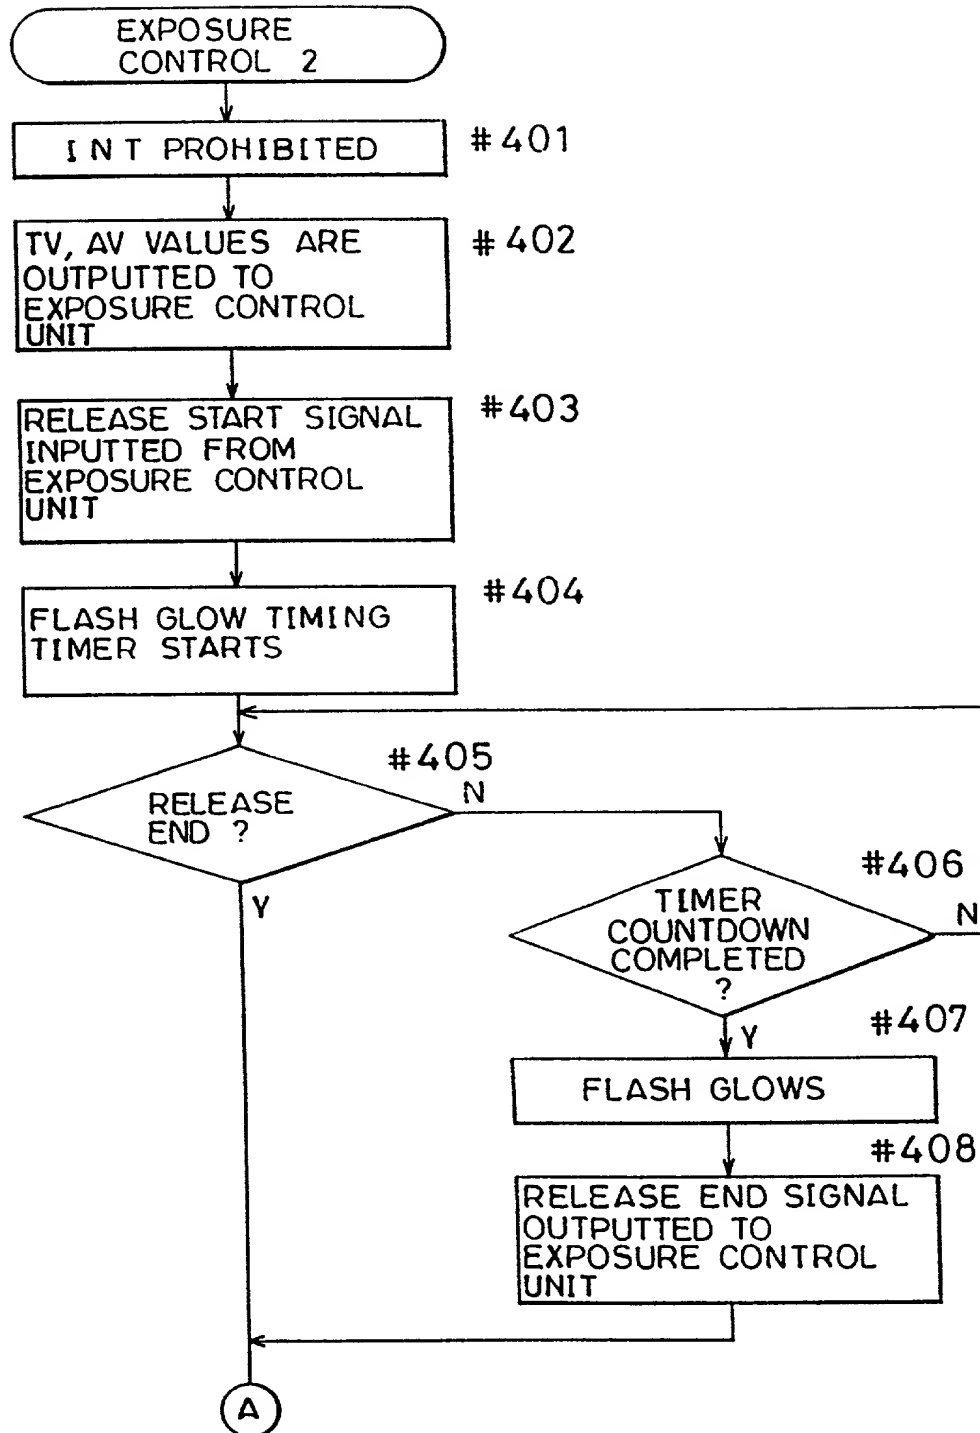 EXPOSURE
CONTROL 2
INT PROHIBITED
#401
TV, AV VALUES ARE
OUTPUTTED TO
EXPOSURE CONTROL
UNIT
#402
RELEASE START SIGNAL
INPUTTED FROM
EXPOSURE CONTROL
UNIT
#403
FLASH GLOW TIMING
TIMER STARTS
#404
#405
RELEASE
END ?
N
Y
#406
TIMER
COUNTDOWN
COMPLETED
?
N
Y
#407
FLASH GLOWS
#408
RELEASE END SIGNAL
OUTPUTTED TO
EXPOSURE CONTROL
UNIT
A